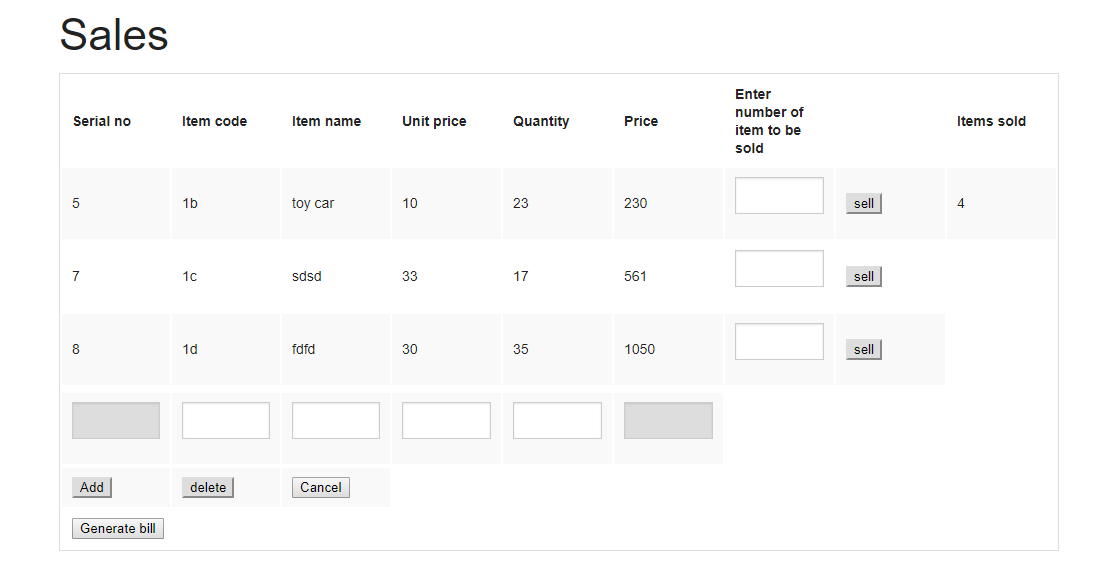 Sales
Serial no Item code Item name Unit price Quantity Price Enter number of item to be sold Items sold
5 1b toy car 10 23 230 sell 4
7 1c sdsd 33 17 561 sell
8 1d fdfd 30 35 1050 sell
Add delete Cancel
Generate bill